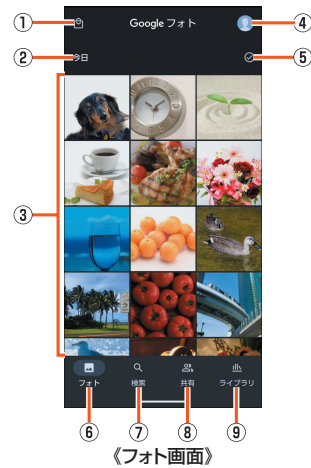 ① Google フォト ④
② 今日 ⑤
③
フォト 検索 共有 ライブラリ
⑥ ⑦ ⑧ ⑨
《フォト画面》